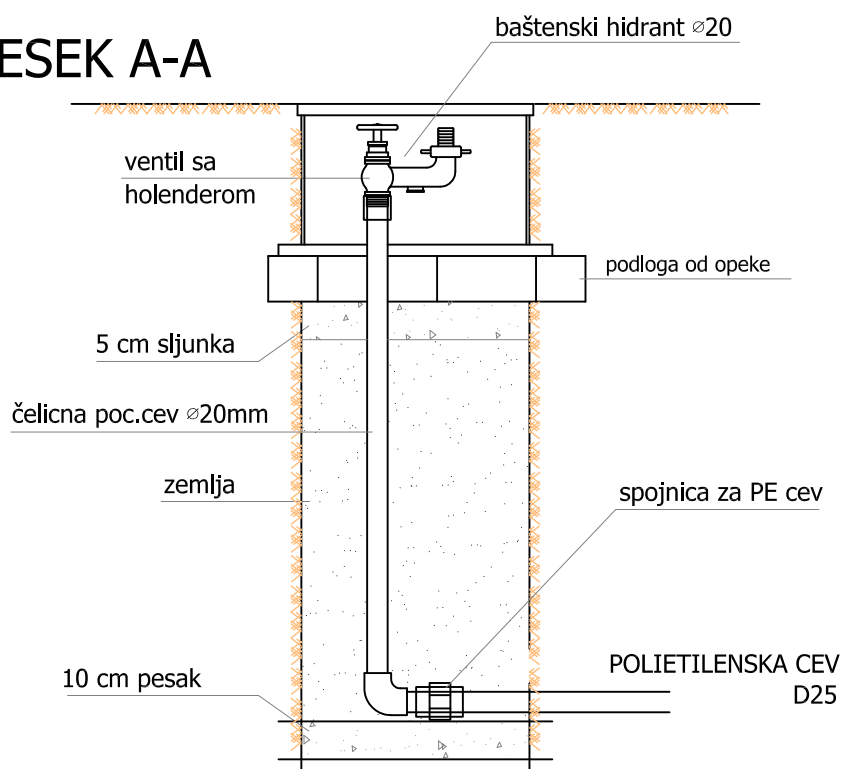 baštenski hidrant ⌀20
ESEK A-A
ventil sa
holenderom
podloga od opeke
5 cm sljunka
čelicna poc.cev ⌀20mm
zemlja
spojnica za PE cev
POLIETILENSKA CEV
D25
10 cm pesak